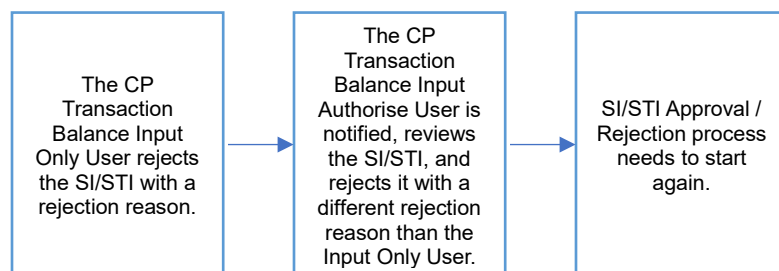 The CP
Transaction
Balance Input
Only User rejects
the SI/STI with a
rejection reason.
The CP
Transaction
Balance Input
Authorise User is
notified, reviews
the SI/STI, and
rejects it with a
different rejection
reason than the
Input Only User.
SI/STI Approval /
Rejection process
needs to start
again.